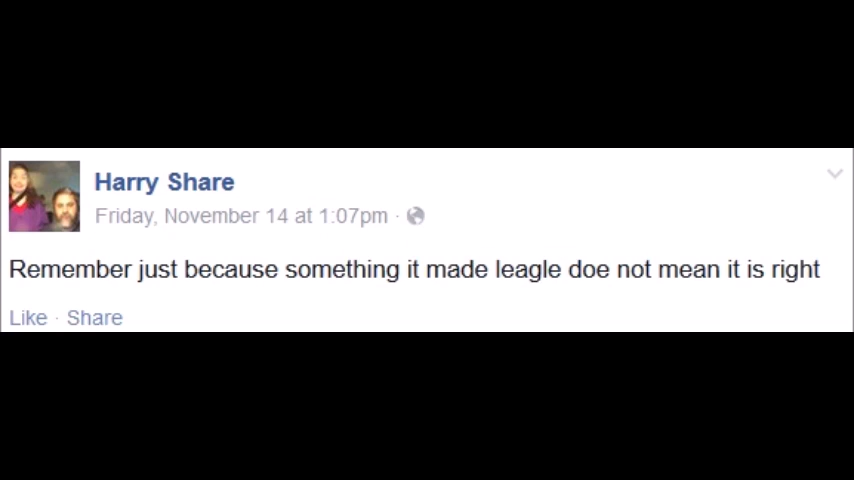 Harry Share
Friday, November 14 at 1:07pm ·
Remember just because something it made leagle doe not mean it is right
Like · Share